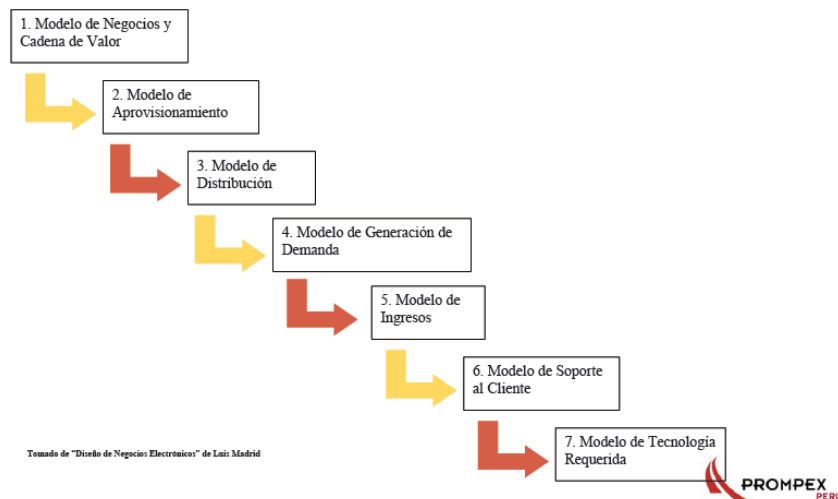 1. Modelo de Negocios y
Cadena de Valor
2. Modelo de
Aprovisionamiento
3. Modelo de
Distribución
4. Modelo de Generación de
Demanda
5. Modelo de
Ingresos
6. Modelo de Soporte
al Cliente
7. Modelo de Tecnología
Requerida
Tomado de "Diseño de Negocios Electrónicos" de Luis Madrid
PROMPEX
PERU